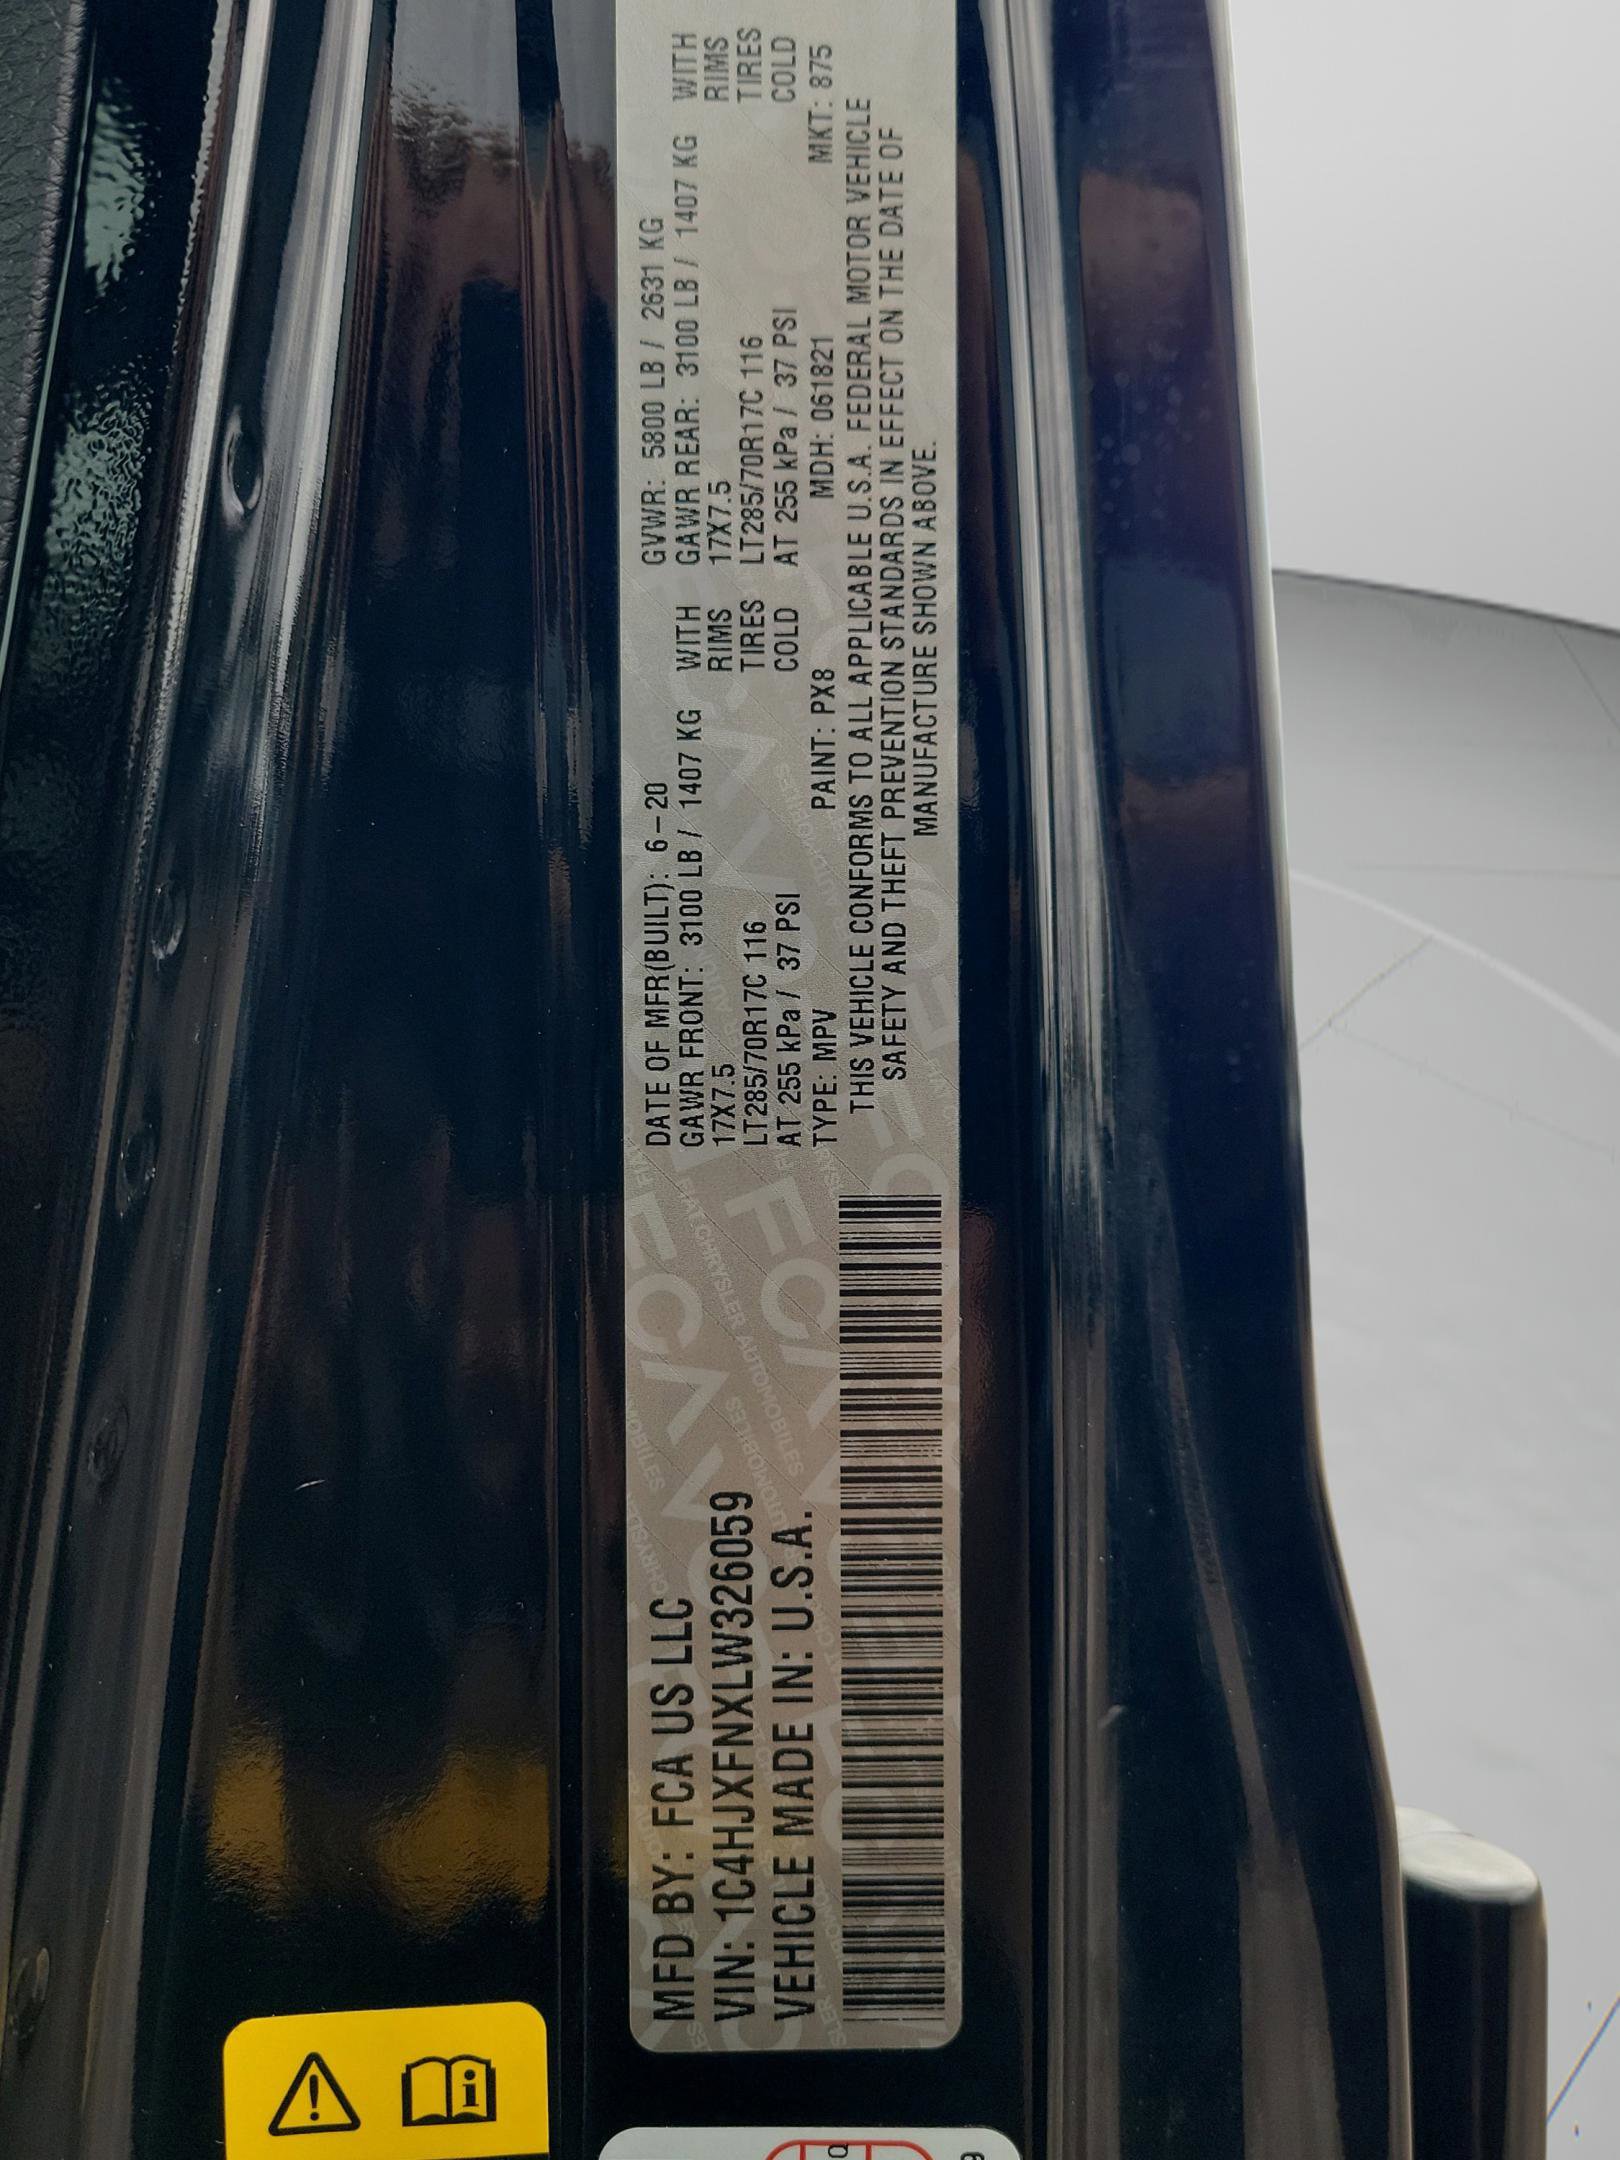 MFD BY: FCA US LLC
VIN: 1C4HJXFNXLW326059
VEHICLE MADE IN: U.S.A.
DATE OF MFR(BUILT): 6-20 GVWR: 5800 LB / 2631 KG
GAWR FRONT: 3100 LB / 1407 KG WITH GAWR REAR: 3100 LB / 1407 KG WITH
17X7.5 RIMS 17X7.5 RIMS
LT285/70R17C 116 TIRES LT285/70R17C 116 TIRES
AT 255 kPa / 37 PSI COLD AT 255 kPa / 37 PSI COLD
TYPE: MPV PAINT: PX8 MDH: 061821 MKT: 875
THIS VEHICLE CONFORMS TO ALL APPLICABLE U.S.A. FEDERAL MOTOR VEHICLE
SAFETY AND THEFT PREVENTION STANDARDS IN EFFECT ON THE DATE OF
MANUFACTURE SHOWN ABOVE.